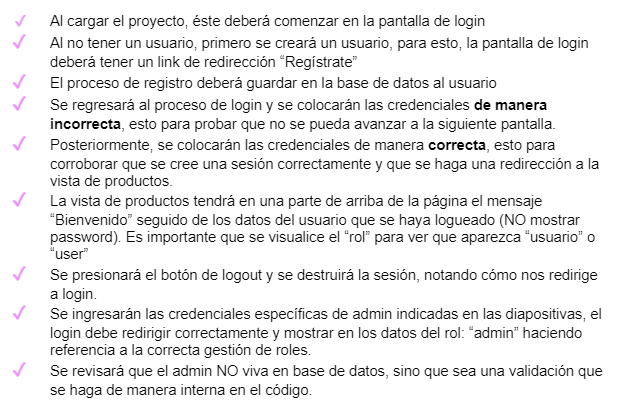 Al cargar el proyecto, éste deberá comenzar en la pantalla de login
Al no tener un usuario, primero se creará un usuario, para esto, la pantalla de login
deberá tener un link de redirección “Regístrate”
El proceso de registro deberá guardar en la base de datos al usuario
Se regresará al proceso de login y se colocarán las credenciales de manera
incorrecta, esto para probar que no se pueda avanzar a la siguiente pantalla.
Posteriormente, se colocarán las credenciales de manera correcta, esto para
corroborar que se cree una sesión correctamente y que se haga una redirección a la
vista de productos.
La vista de productos tendrá en una parte de arriba de la página el mensaje
“Bienvenido” seguido de los datos del usuario que se haya logueado (NO mostrar
password). Es importante que se visualice el “rol” para ver que aparezca “usuario” o
“user”
Se presionará el botón de logout y se destruirá la sesión, notando cómo nos redirige
a login.
Se ingresarán las credenciales específicas de admin indicadas en las diapositivas, el
login debe redirigir correctamente y mostrar en los datos del rol: “admin” haciendo
referencia a la correcta gestión de roles.
Se revisará que el admin NO viva en base de datos, sino que sea una validación que
se haga de manera interna en el código.